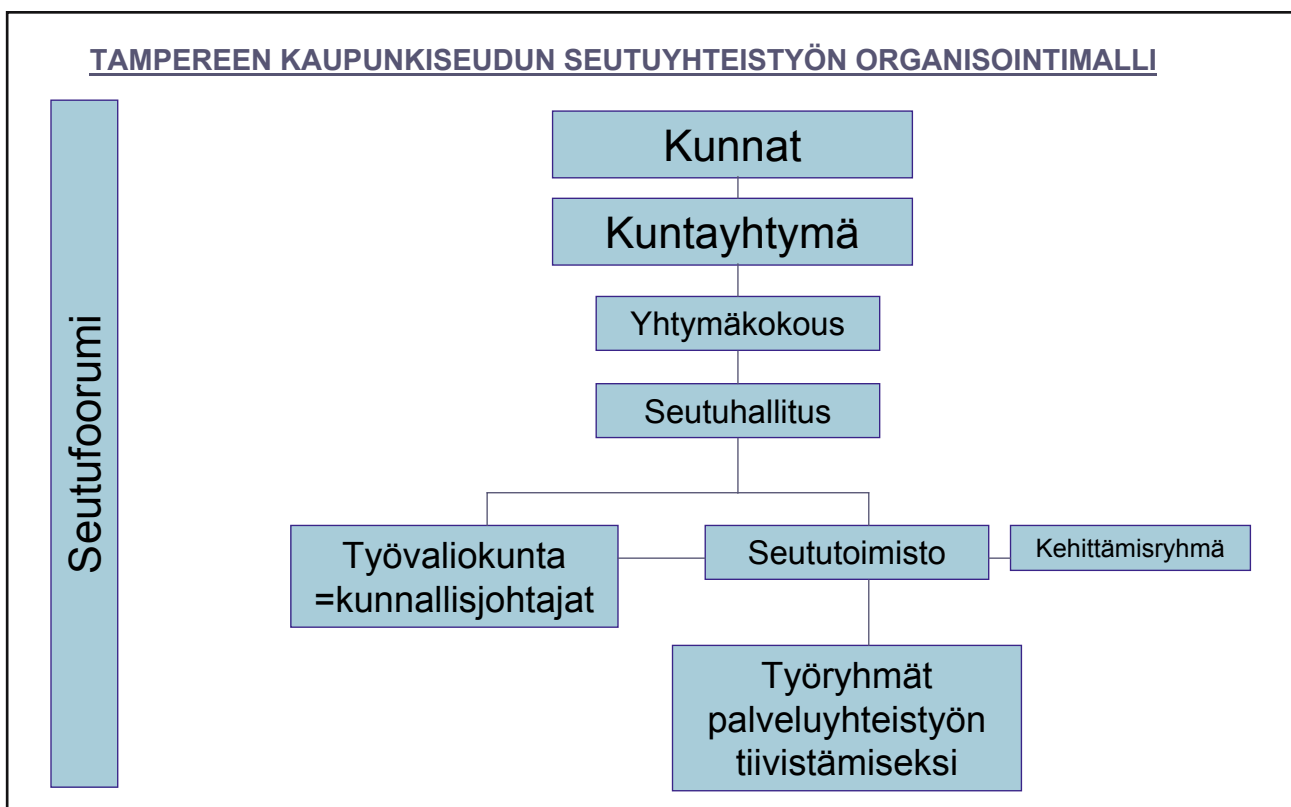 TAMPEREEN KAUPUNKISEUDUN SEUTUYHTEISTYÖN ORGANISOINTIMALLI
Seutufoorumi
Kunnat
Kuntayhtymä
Yhtymäkokous
Seutuhallitus
Työvaliokunta
=kunnallisjohtajat
Seututoimisto
Kehittämisryhmä
Työryhmät
palveluyhteistyön
tiivistämiseksi